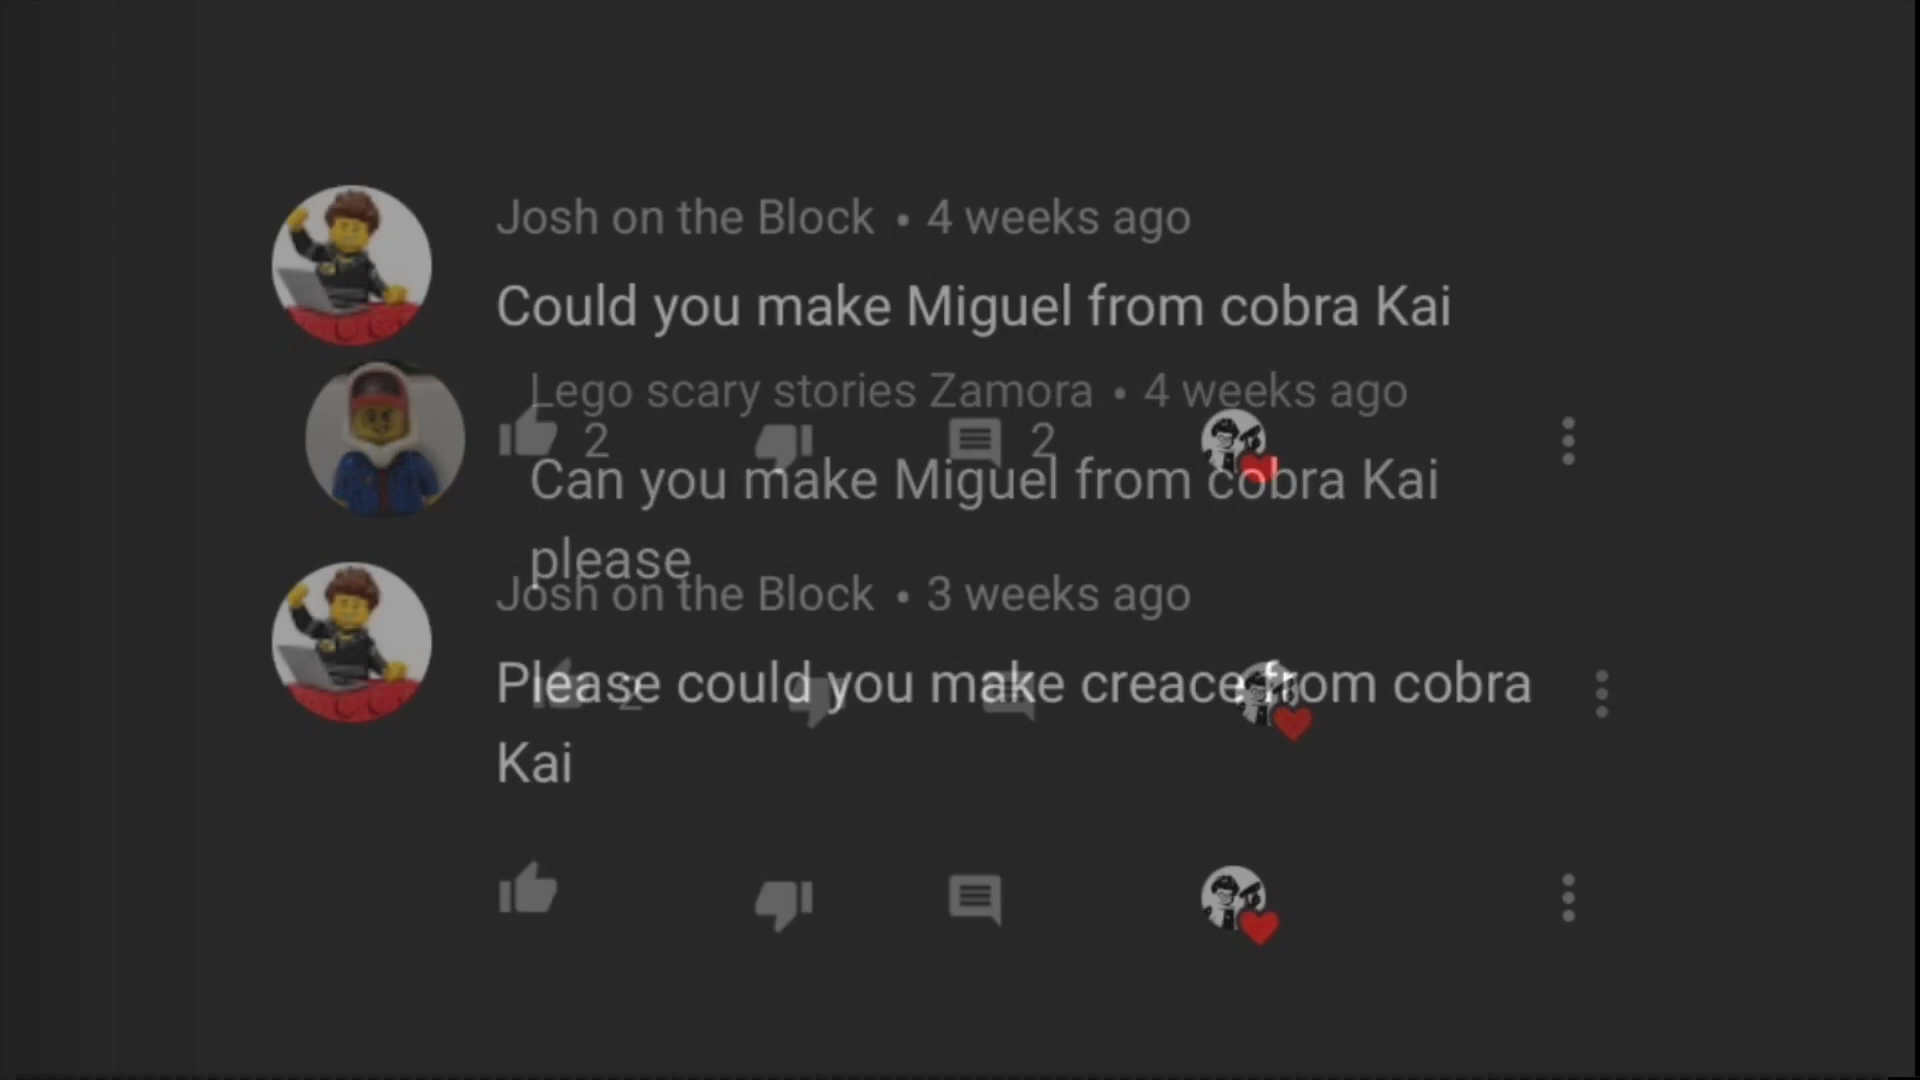 Josh on the Block • 4 weeks ago
Could you make Miguel from cobra Kai
Lego scary stories Zamora • 4 weeks ago
2
2
Can you make Miguel from cobra Kai
please
Josh on the Block • 3 weeks ago
Please could you make creace from cobra
2
Kai